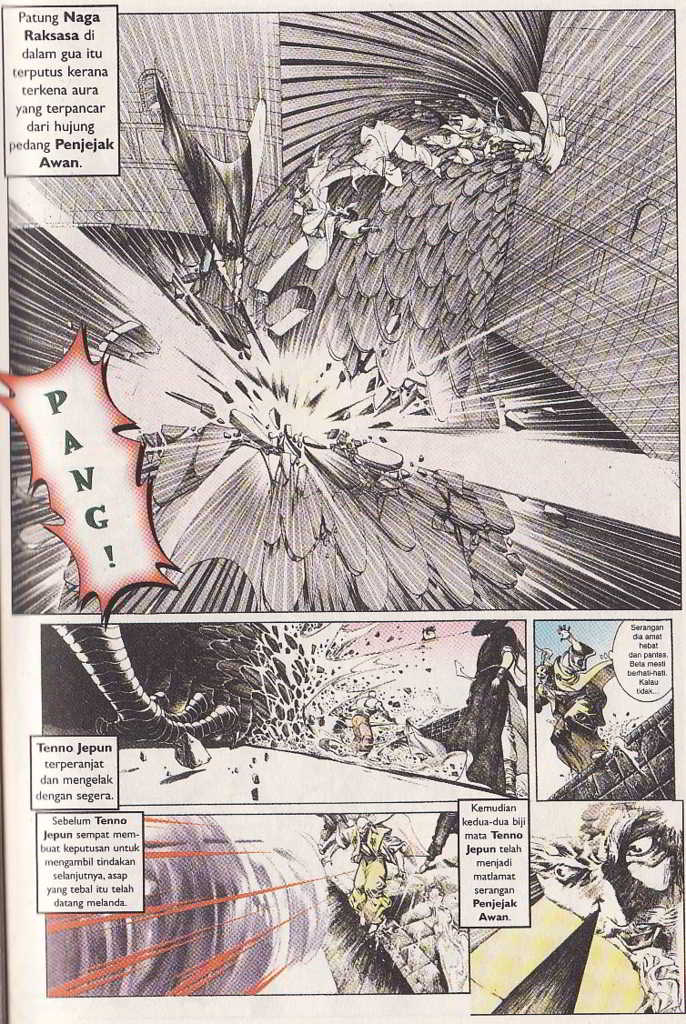 Patung Naga
Raksasa di
dalam gua itu
terputus kerana
terkena aura
yang terpancar
dari hujung
pedang Penjejak
Awan.
PANG!
Serangan
dia amat
hebat
dan pantas.
Beta mesti
berhati-hati.
Kalau
tidak...
Tenno Jepun
terperanjat
dan mengelak
dengan segera.
Sebelum Tenno
Jepun sempat mem-
buat keputusan untuk
mengambil tindakan
selanjutnya, asap
yang tebal itu telah
datang melanda.
Kemudian
kedua-dua biji
mata Tenno
Jepun telah
menjadi
matlamat
serangan
Penjejak
Awan.